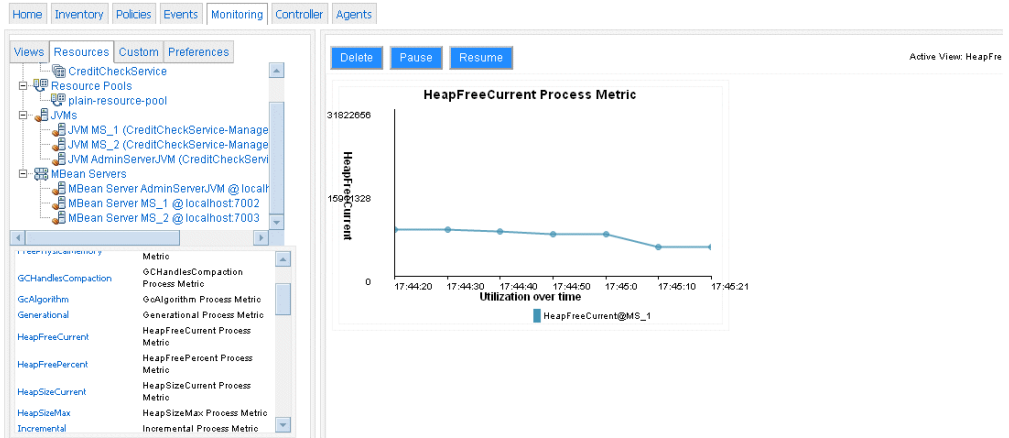 Home Inventory Policies Events Monitoring Controller Agents
Views Resources Custom Preferences
CreditCheckService
Resource Pools
plain-resource-pool
JVMs
JVM MS_1 (CreditCheckService-Manage
JVM MS_2 (CreditCheckService-Manage
JVM AdminServerJVM (CreditCheckServi
MBean Servers
MBean Server AdminServerJVM @ localh
MBean Server MS_1 @ localhost:7002
MBean Server MS_2 @ localhost:7003
FreePhysicalMemory Metric
GCHandlesCompaction GCHandlesCompaction
Process Metric
GcAlgorithm GcAlgorithm Process Metric
Generational Generational Process Metric
HeapFreeCurrent HeapFreeCurrent Process
Metric
HeapFreePercent HeapFreePercent Process
Metric
HeapSizeCurrent HeapSizeCurrent Process
Metric
HeapSizeMax HeapSizeMax Process Metric
Incremental Incremental Process Metric
Delete Pause Resume
Active View: HeapFre
HeapFreeCurrent Process Metric
31822656
HeapFreeCurrent
15911328
0
17:44:20 17:44:30 17:44:40 17:44:50 17:45:0 17:45:10 17:45:21
Utilization over time
HeapFreeCurrent@MS_1